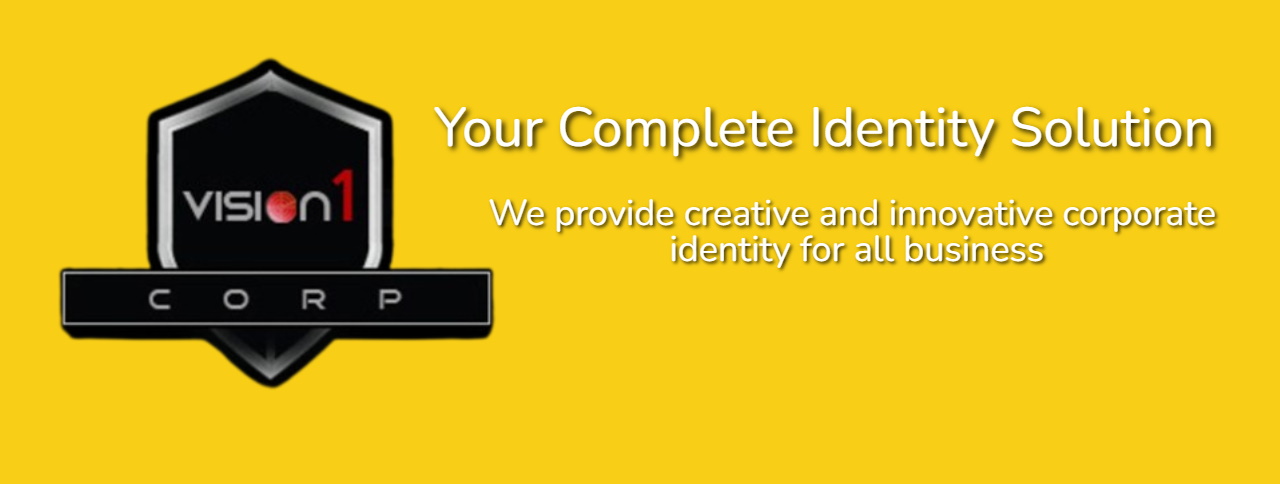 VISION1
CORP
Your Complete Identity Solution
We provide creative and innovative corporate
identity for all business